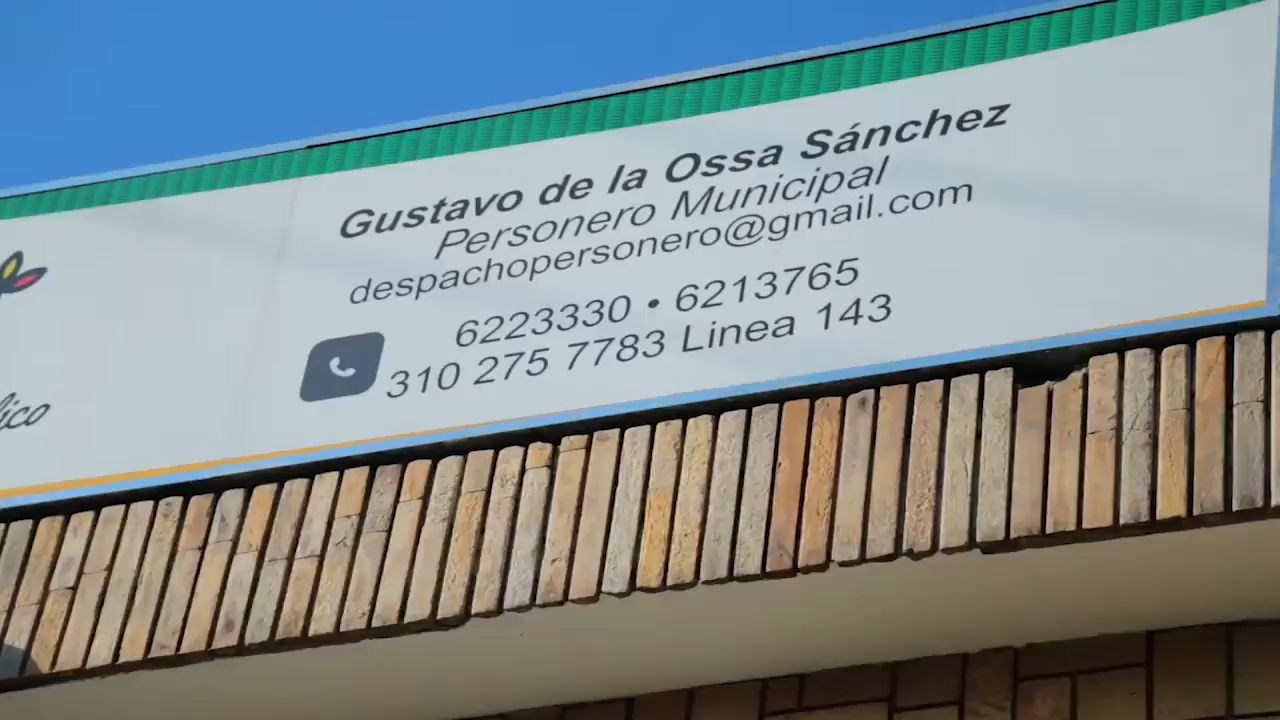 Gustavo de la Ossa Sánchez
Personero Municipal
despachopersonero@gmail.com
6223330 • 6213765
310 275 7783 Linea 143